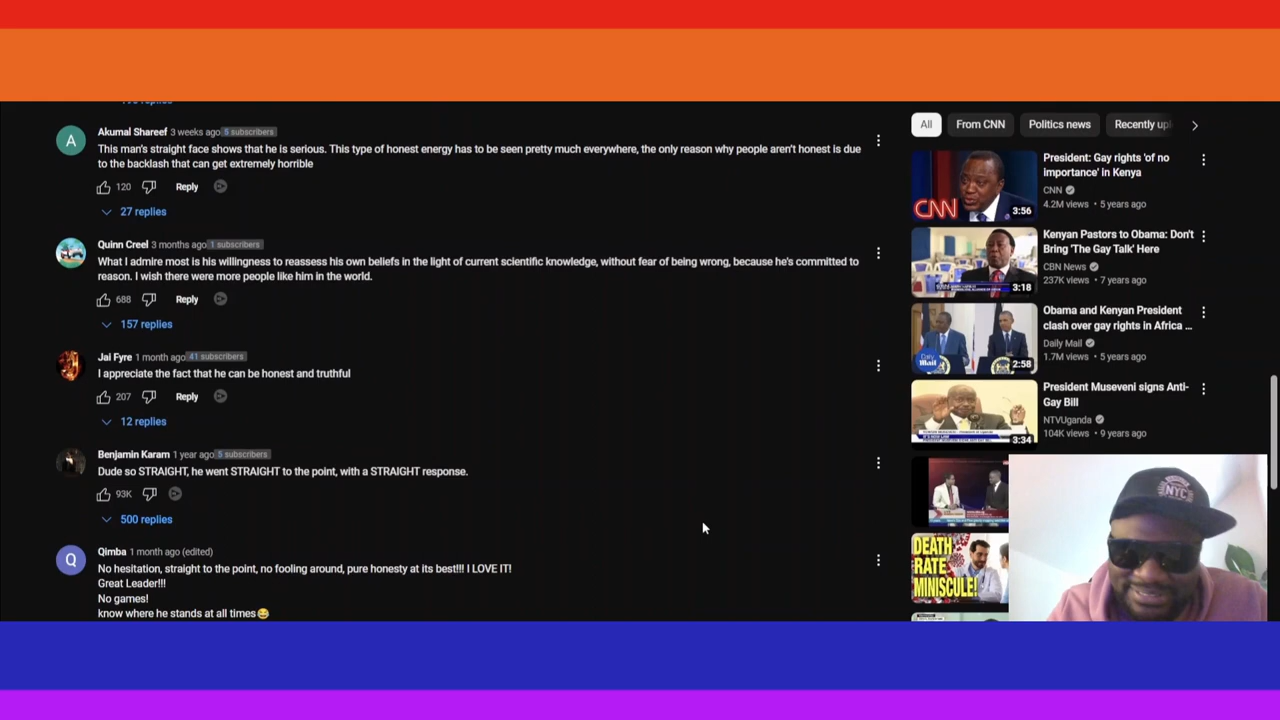 Akumal Shareef 3 weeks ago 5 subscribers
This man's straight face shows that he is serious. This type of honest energy has to be seen pretty much everywhere, the only reason why people aren't honest is due
to the backlash that can get extremely horrible
120 Reply
27 replies
Quinn Creel 3 months ago 1 subscribers
What I admire most is his willingness to reassess his own beliefs in the light of current scientific knowledge, without fear of being wrong, because he's committed to
reason. I wish there were more people like him in the world.
688 Reply
157 replies
Jai Fyre 1 month ago 41 subscribers
I appreciate the fact that he can be honest and truthful
207 Reply
12 replies
Benjamin Karam 1 year ago 5 subscribers
Dude so STRAIGHT, he went STRAIGHT to the point, with a STRAIGHT response.
93K
500 replies
Qimba 1 month ago (edited)
No hesitation, straight to the point, no fooling around, pure honesty at its best!!! I LOVE IT!
Great Leader!!!
No games!
know where he stands at all times😂
A
Q
All From CNN Politics news Recently upl
President: Gay rights 'of no
importance' in Kenya
CNN
4.2M views • 5 years ago
CNN
3:56
Kenyan Pastors to Obama: Don't
Bring 'The Gay Talk' Here
CBN News
237K views • 7 years ago
3:18
Obama and Kenyan President
clash over gay rights in Africa ...
Daily Mail
1.7M views • 5 years ago
Daily
Mail
2:58
President Museveni signs Anti-
Gay Bill
NTVUganda
104K views • 9 years ago
3:34
DEATH
RATE
MINISCULE!
NYC